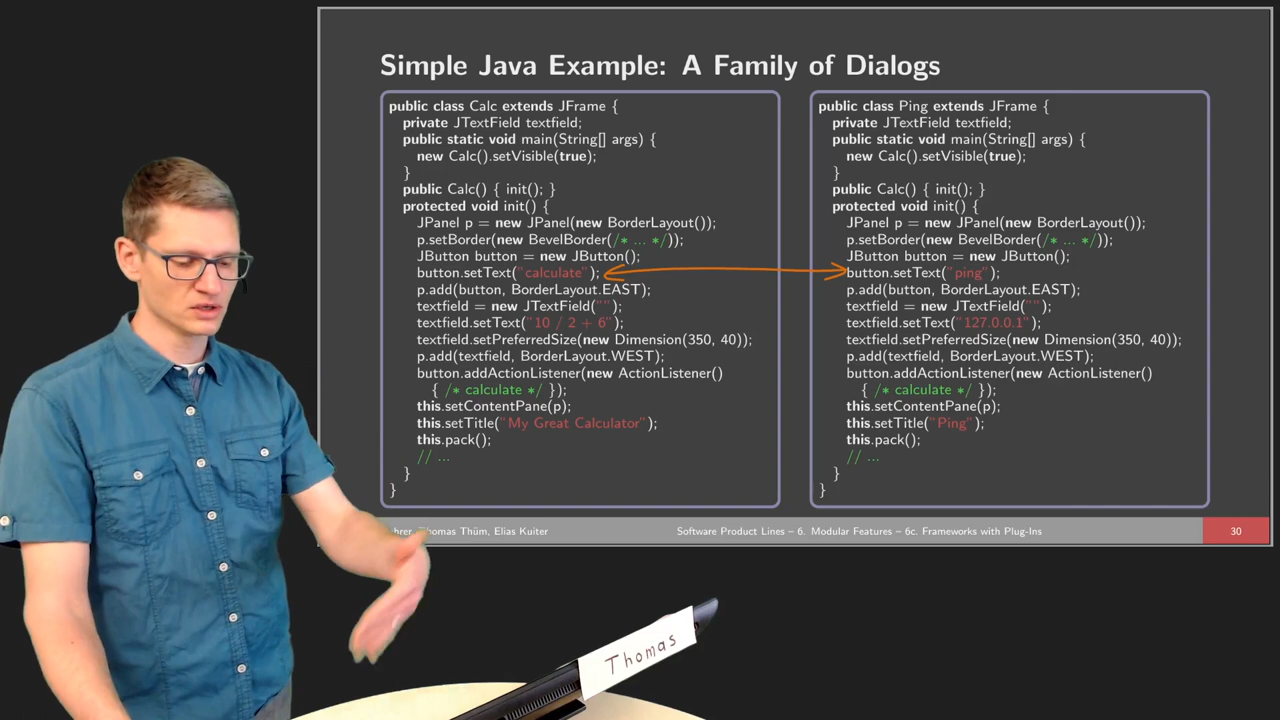 Simple Java Example: A Family of Dialogs
public class Calc extends JFrame {
private JTextField textfield;
public static void main(String[] args) {
new Calc().setVisible(true);
}
public Calc() { init(); }
protected void init() {
JPanel p = new JPanel(new BorderLayout());
p.setBorder(new BevelBorder(/* ... */));
JButton button = new JButton();
button.setText("calculate");
p.add(button, BorderLayout.EAST);
textfield = new JTextField("");
textfield.setText("10 / 2 + 6");
textfield.setPreferredSize(new Dimension(350, 40));
p.add(textfield, BorderLayout.WEST);
button.addActionListener(new ActionListener()
{ /* calculate */ });
this.setContentPane(p);
this.setTitle("My Great Calculator");
this.pack();
// ...
}
}
public class Ping extends JFrame {
private JTextField textfield;
public static void main(String[] args) {
new Calc().setVisible(true);
}
public Calc() { init(); }
protected void init() {
JPanel p = new JPanel(new BorderLayout());
p.setBorder(new BevelBorder(/* ... */));
JButton button = new JButton();
button.setText("ping");
p.add(button, BorderLayout.EAST);
textfield = new JTextField("");
textfield.setText("127.0.0.1");
textfield.setPreferredSize(new Dimension(350, 40));
p.add(textfield, BorderLayout.WEST);
button.addActionListener(new ActionListener()
{ /* calculate */ });
this.setContentPane(p);
this.setTitle("Ping");
this.pack();
// ...
}
}
Thomas Thüm, Elias Kuiter
Software Product Lines – 6. Modular Features – 6c. Frameworks with Plug-Ins
30
Thomas